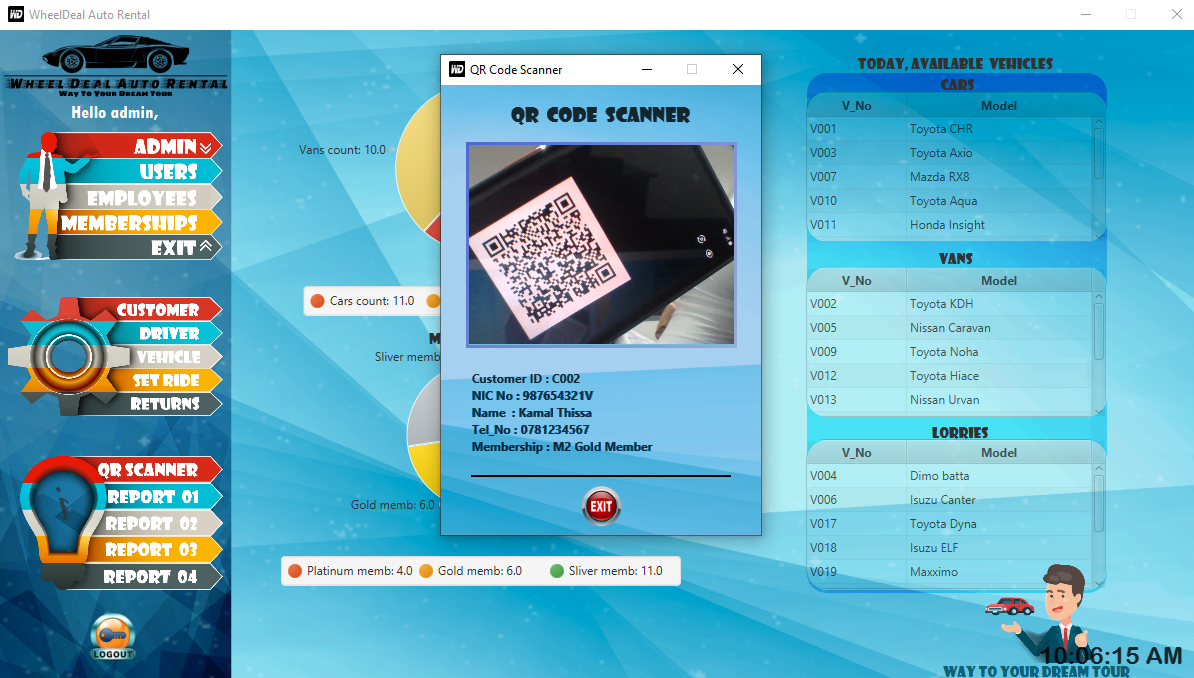 WD WheelDeal Auto Rental
WHEEL DEAL AUTO RENTAL
WAY TO YOUR DREAM TOUR
Hello admin,
ADMIN
USERS
EMPLOYEES
MEMBERSHIPS
EXIT
CUSTOMER
DRIVER
VEHICLE
SET RIDE
RETURNS
QR SCANNER
REPORT 01
REPORT 02
REPORT 03
REPORT 04
LOGOUT
Vans count: 10.0
Cars count: 11.0
M
Sliver memb
Gold memb: 6.0
Platinum memb: 4.0 Gold memb: 6.0 Sliver memb: 11.0
WD QR Code Scanner
QR CODE SCANNER
Customer ID : C002
NIC No : 987654321V
Name : Kamal Thissa
Tel_No : 0781234567
Membership : M2 Gold Member
EXIT
TODAY, AVAILABLE VEHICLES
CARS
V_No Model
V001 Toyota CHR
V003 Toyota Axio
V007 Mazda RX8
V010 Toyota Aqua
V011 Honda Insight
VANS
V_No Model
V002 Toyota KDH
V005 Nissan Caravan
V009 Toyota Noha
V012 Toyota Hiace
V013 Nissan Urvan
LORRIES
V_No Model
V004 Dimo batta
V006 Isuzu Canter
V017 Toyota Dyna
V018 Isuzu ELF
V019 Maxximo
10:06:15 AM
WAY TO YOUR DREAM TOUR